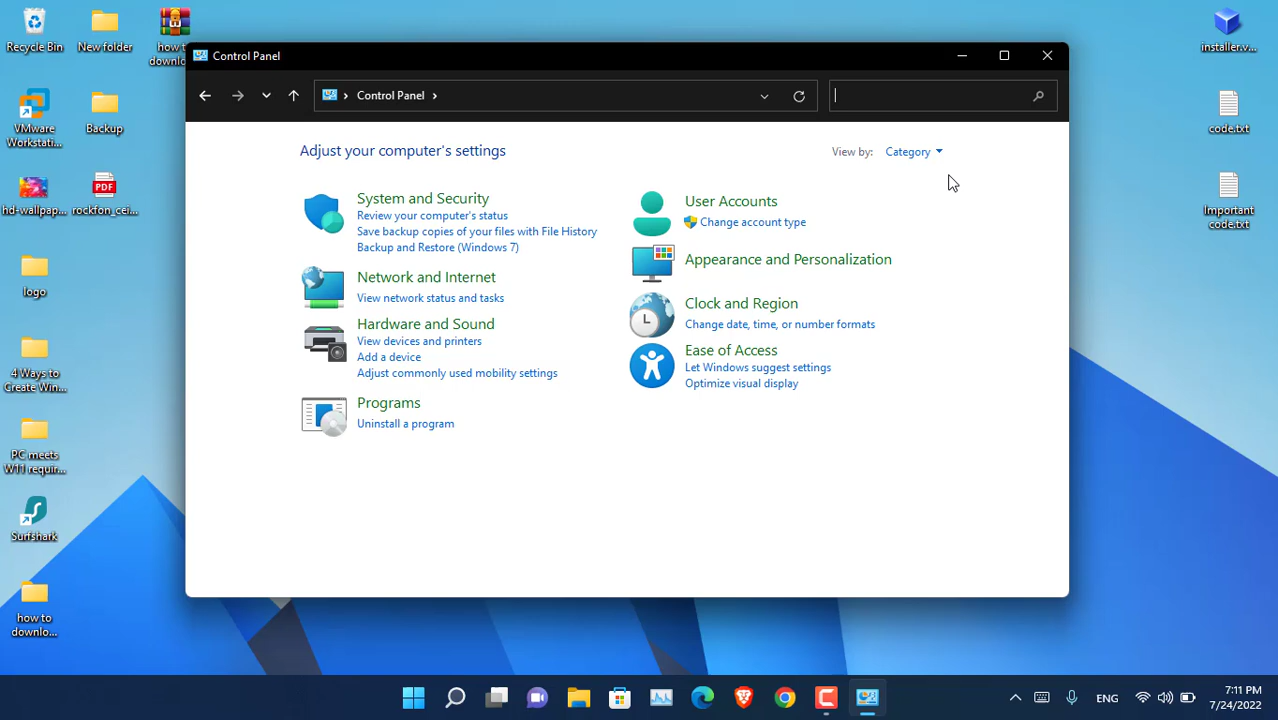 Recycle Bin
New folder
how to
downlo...
VMware
Workstati...
Backup
hd-wallpap...
rockfon_cei...
logo
4 Ways to
Create Win...
PC meets
W11 requir...
Surfshark
how to
downlo...
Control Panel
Control Panel
Adjust your computer's settings
View by:
Category
System and Security
Review your computer's status
Save backup copies of your files with File History
Backup and Restore (Windows 7)
Network and Internet
View network status and tasks
Hardware and Sound
View devices and printers
Add a device
Adjust commonly used mobility settings
Programs
Uninstall a program
User Accounts
Change account type
Appearance and Personalization
Clock and Region
Change date, time, or number formats
Ease of Access
Let Windows suggest settings
Optimize visual display
installer.v...
code.txt
Important
code.txt
ENG
7:11 PM
7/24/2022